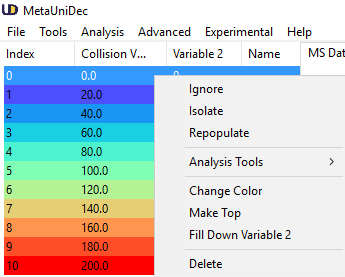 MetaUniDec
File Tools Analysis Advanced Experimental Help
Index Collision V... Variable 2 Name MS Dat
0 0.0 0
1 20.0
2 40.0
3 60.0
4 80.0
5 100.0
6 120.0
7 140.0
8 160.0
9 180.0
10 200.0
Ignore
Isolate
Repopulate
Analysis Tools
Change Color
Make Top
Fill Down Variable 2
Delete